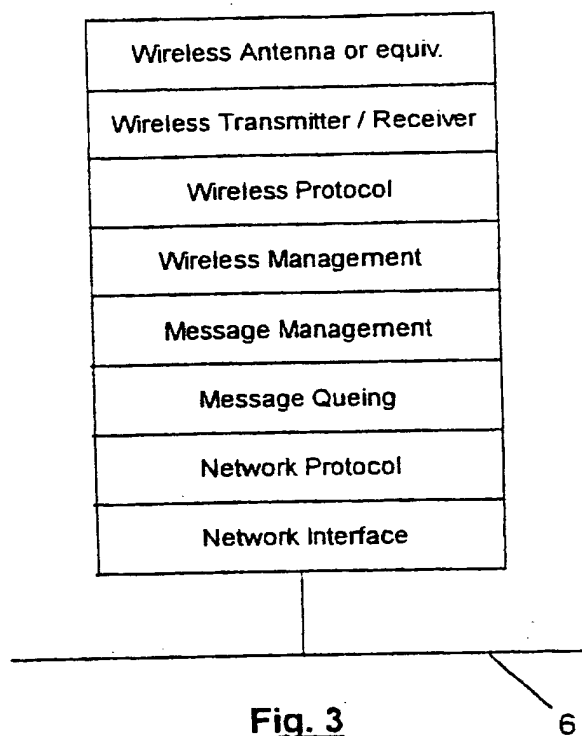 Wireless Antenna or equiv.
Wireless Transmitter / Receiver
Wireless Protocol
Wireless Management
Message Management
Message Queing
Network Protocol
Network Interface
Fig. 3
6